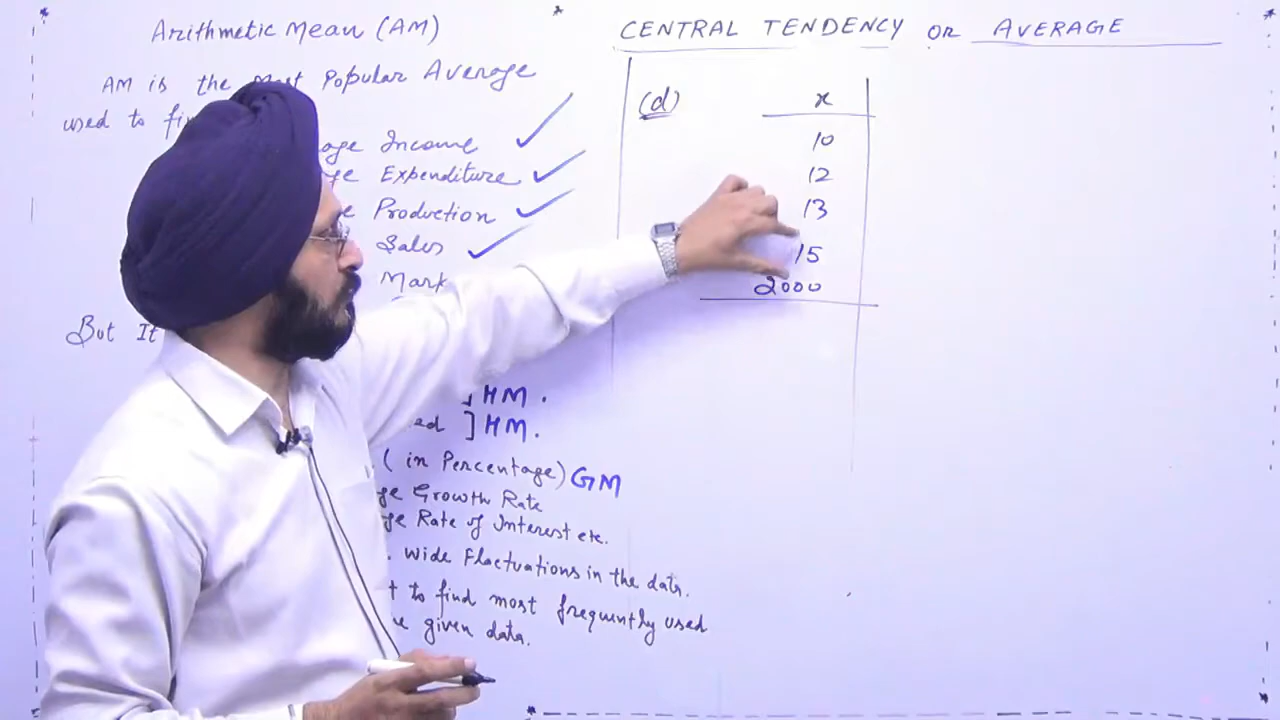 Arithmetic Mean (AM)
AM is the Most Popular Average
used to fin
age Income
ge Expenditure
ge Production
Sales
Mark
But It
] HM.
ed ] HM.
( in Percentage) GM
ge Growth Rate
ge Rate of Interest etc.
. Wide Fluctuations in the data.
t to find most frequently used
e given data.
CENTRAL TENDENCY OR AVERAGE
(d) x
10
12
13
15
2000